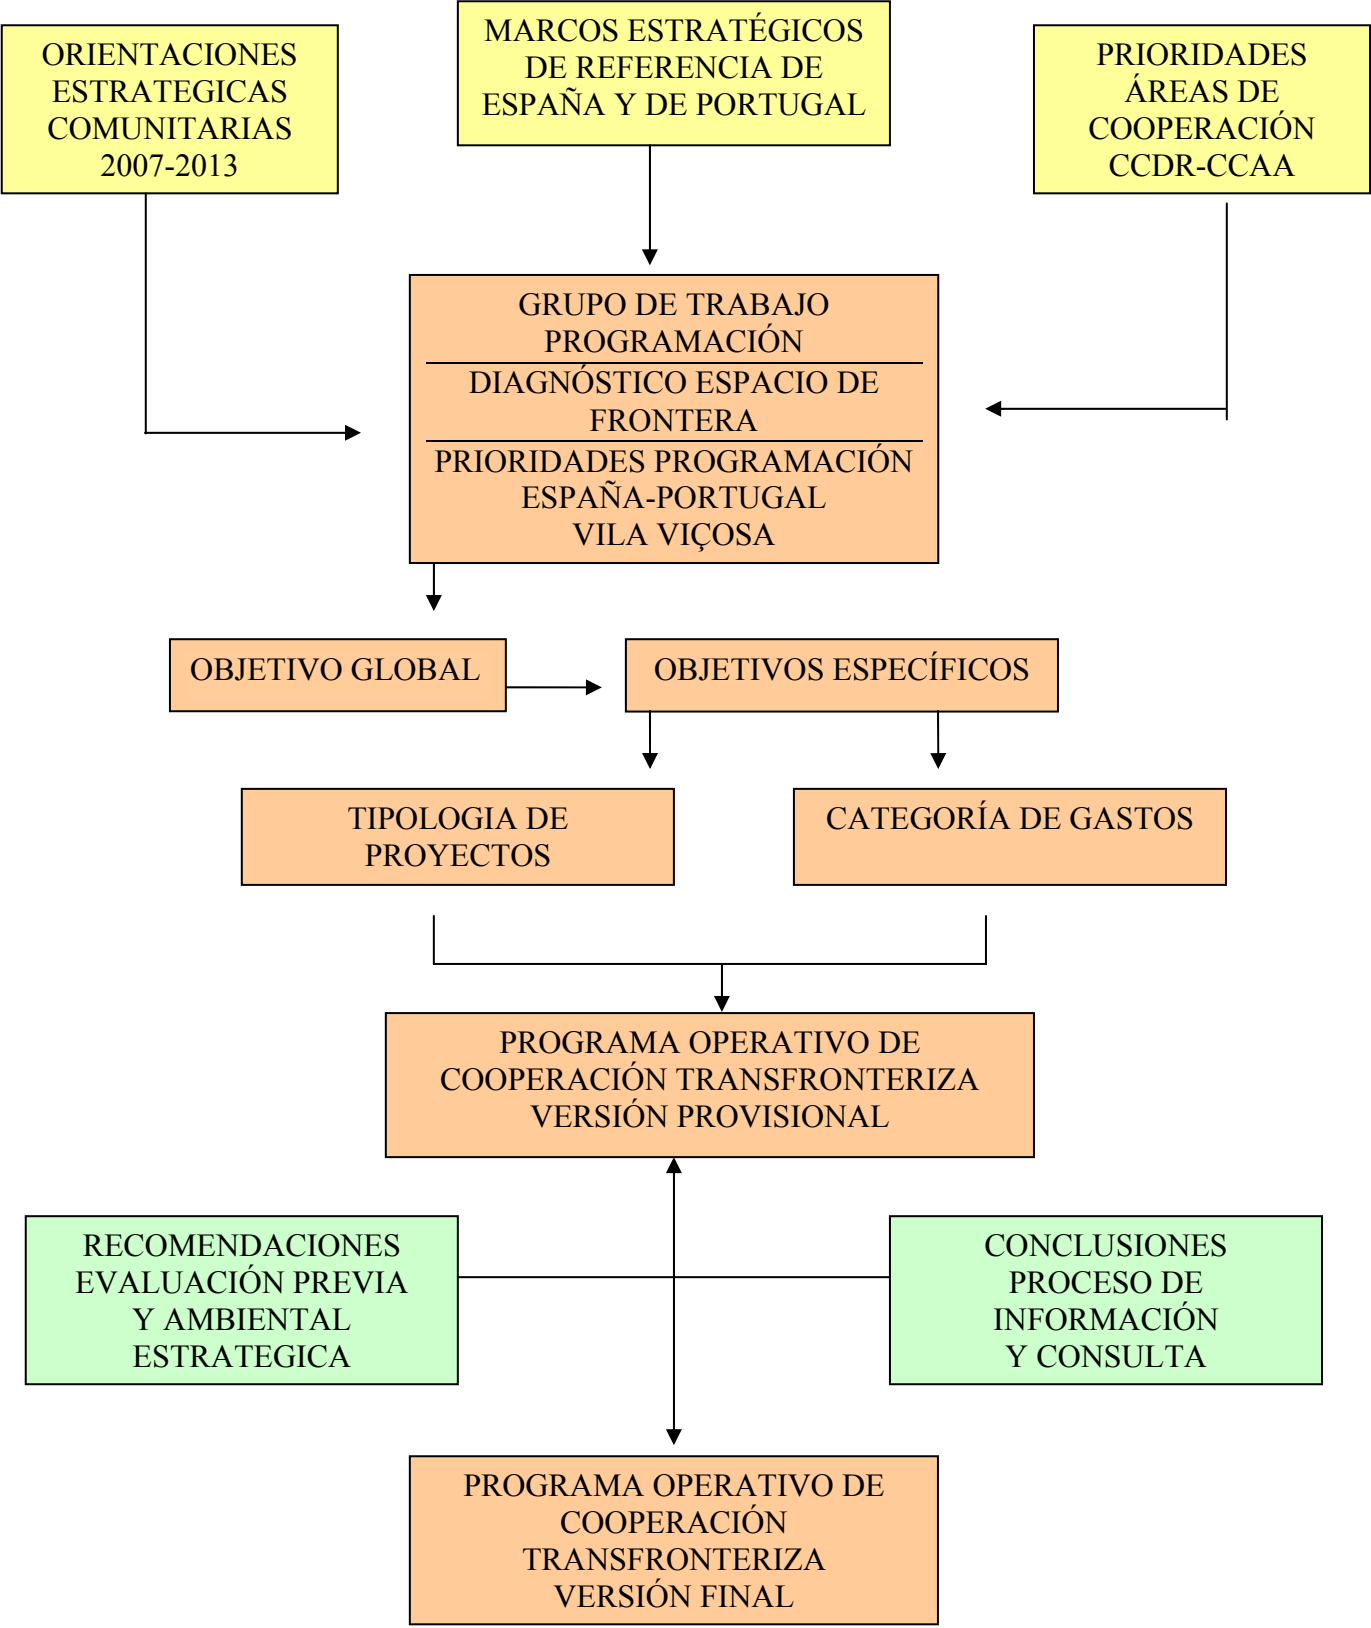 ORIENTACIONES
ESTRATEGICAS
COMUNITARIAS
2007-2013
MARCOS ESTRATÉGICOS
DE REFERENCIA DE
ESPAÑA Y DE PORTUGAL
PRIORIDADES
ÁREAS DE
COOPERACIÓN
CCDR-CCAA
GRUPO DE TRABAJO
PROGRAMACIÓN
DIAGNÓSTICO ESPACIO DE
FRONTERA
PRIORIDADES PROGRAMACIÓN
ESPAÑA-PORTUGAL
VILA VIÇOSA
OBJETIVO GLOBAL
OBJETIVOS ESPECÍFICOS
TIPOLOGIA DE
PROYECTOS
CATEGORÍA DE GASTOS
PROGRAMA OPERATIVO DE
COOPERACIÓN TRANSFRONTERIZA
VERSIÓN PROVISIONAL
RECOMENDACIONES
EVALUACIÓN PREVIA
Y AMBIENTAL
ESTRATEGICA
CONCLUSIONES
PROCESO DE
INFORMACIÓN
Y CONSULTA
PROGRAMA OPERATIVO DE
COOPERACIÓN
TRANSFRONTERIZA
VERSIÓN FINAL